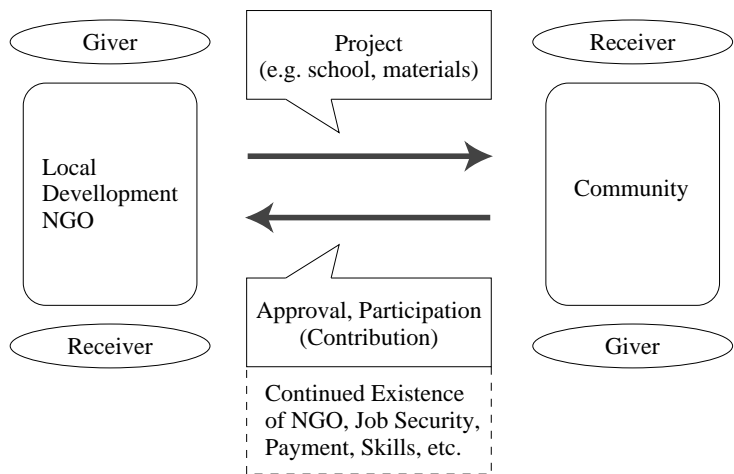 Giver
Project
(e.g. school, materials)
Receiver
Local
Devellopment
NGO
Community
Approval, Participation
(Contribution)
Receiver
Giver
Continued Existence
of NGO, Job Security,
Payment, Skills, etc.